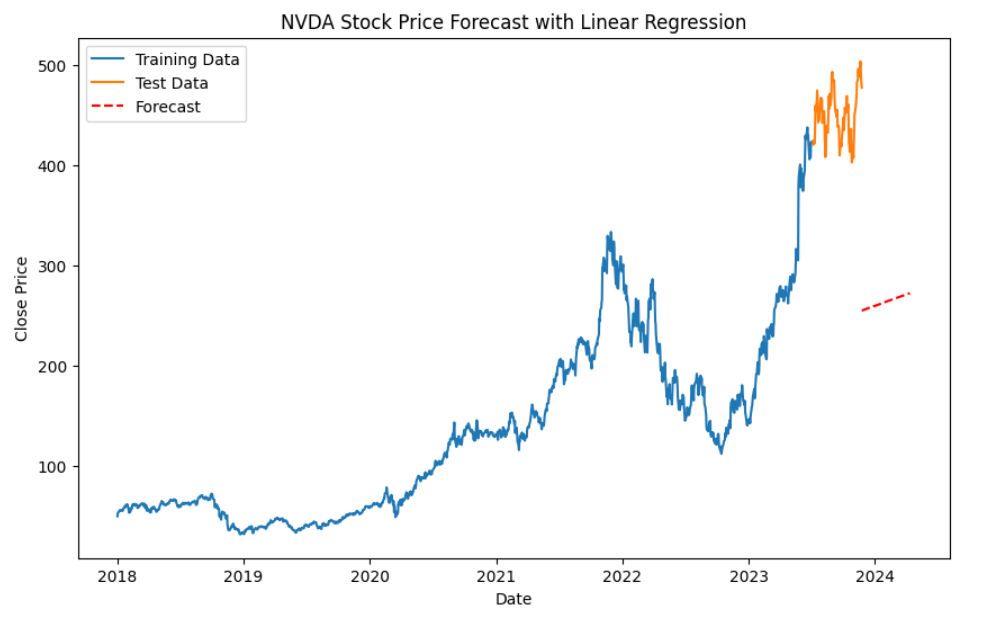 NVDA Stock Price Forecast with Linear Regression
Training Data
Test Data
Forecast
500
400
300
200
100
Close Price
2018 2019 2020 2021 2022 2023 2024
Date